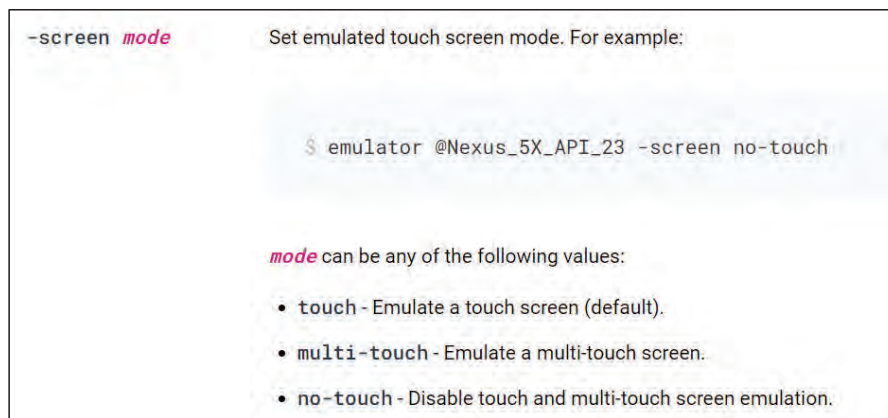 -screen mode
Set emulated touch screen mode. For example:
$ emulator @Nexus_5X_API_23 -screen no-touch
mode can be any of the following values:
• touch - Emulate a touch screen (default).
• multi-touch - Emulate a multi-touch screen.
• no-touch - Disable touch and multi-touch screen emulation.